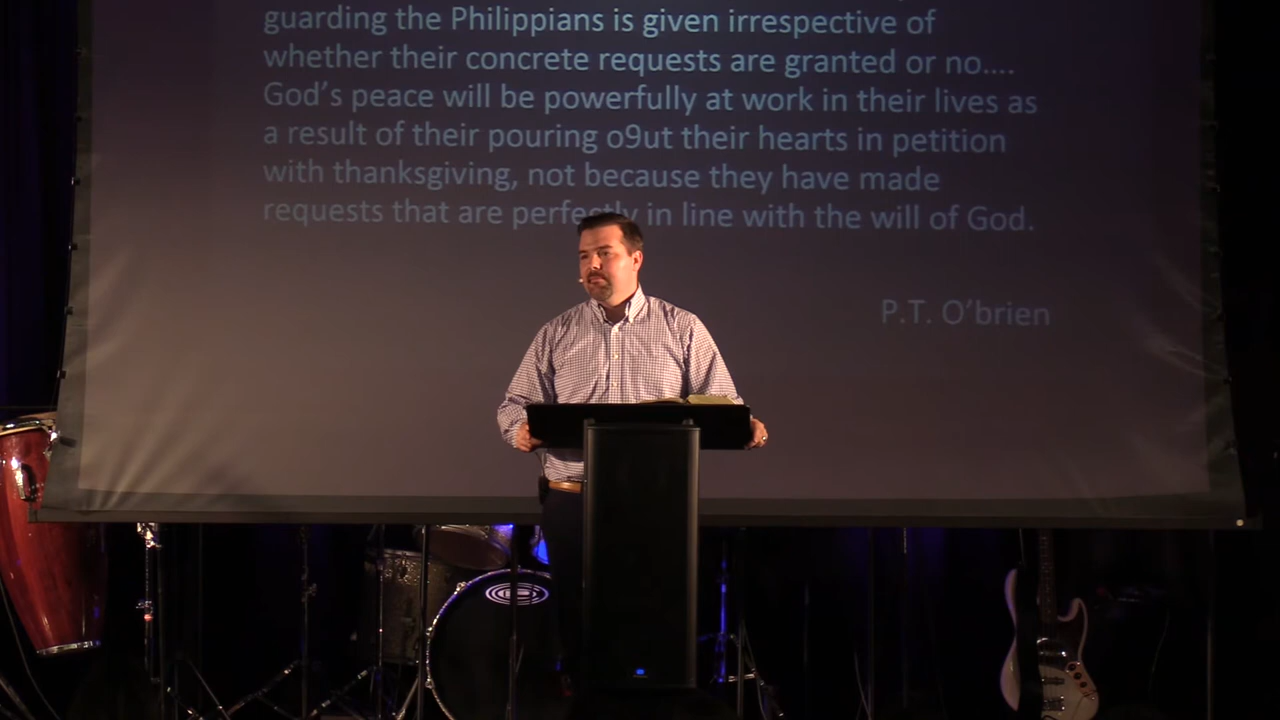 guarding the Philippians is given irrespective of
whether their concrete requests are granted or no....
God's peace will be powerfully at work in their lives as
a result of their pouring o9ut their hearts in petition
with thanksgiving, not because they have made
requests that are perfectly in line with the will of God.
P.T. O'brien